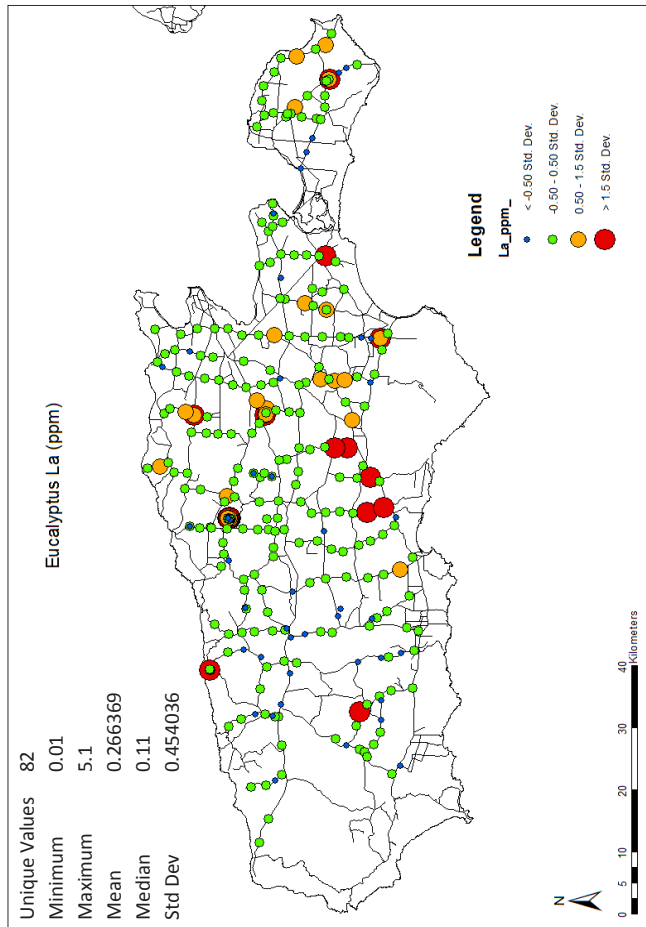 Unique Values 82
Minimum 0.01
Maximum 5.1
Mean 0.266369
Median 0.11
Std Dev 0.454036
Eucalyptus La (ppm)
Legend
La_ppm_
< -0.50 Std. Dev.
-0.50 - 0.50 Std. Dev.
0.50 - 1.5 Std. Dev.
> 1.5 Std. Dev.
N
0 5 10 20 30 40
Kilometers